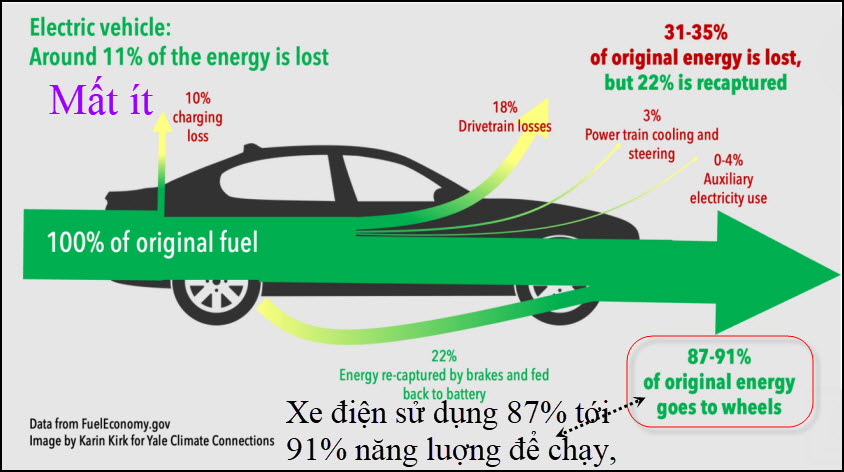 Electric vehicle:
Around 11% of the energy is lost
Mất ít
10%
charging
loss
18%
Drivetrain losses
31-35%
of original energy is lost,
but 22% is recaptured
3%
Power train cooling and
steering
0-4%
Auxiliary
electricity use
100% of original fuel
22%
Energy re-captured by brakes and fed
back to battery
87-91%
of original energy
goes to wheels
Xe điện sử dụng 87% tới
91% năng luợng để chạy,
Data from FuelEconomy.gov
Image by Karin Kirk for Yale Climate Connections